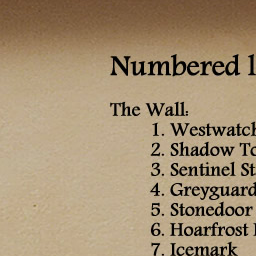 Numbered
The Wall:
1. Westwatch
2. Shadow
3. Sentinel
4. Greyguard
5. Stonedoor
6. Hoarfrost
7. Icemark